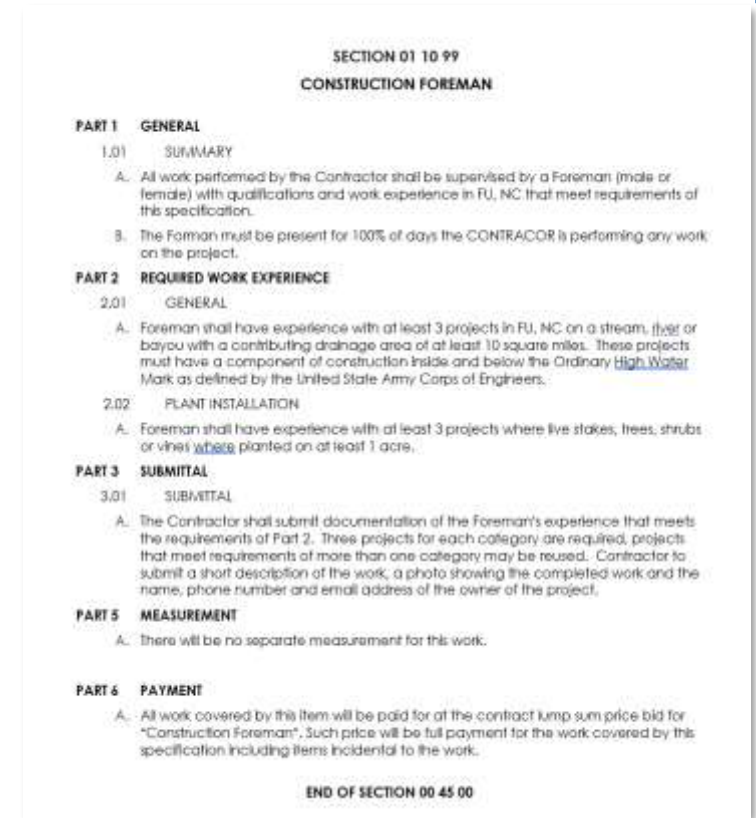 SECTION 01 10 99
CONSTRUCTION FOREMAN
PART 1 GENERAL
1.01 SUMMARY
A. All work performed by the Contractor shall be supervised by a Foreman (male or
female) with qualifications and work experience in FU, NC that meet requirements of
this specification.
B. The Forman must be present for 100% of days the CONTRACOR is performing any work
on the project.
PART 2 REQUIRED WORK EXPERIENCE
2.01 GENERAL
A. Foreman shall have experience with at least 3 projects in FU, NC on a stream, river or
bayou with a contributing drainage area of at least 10 square miles. These projects
must have a component of construction inside and below the Ordinary High Water
Mark as defined by the United State Army Corps of Engineers.
2.02 PLANT INSTALLATION
A. Foreman shall have experience with at least 3 projects where live stakes, trees, shrubs
or vines where planted on at least 1 acre.
PART 3 SUBMITTAL
3.01 SUBMITTAL
A. The Contractor shall submit documentation of the Foreman's experience that meets
the requirements of Part 2. Three projects for each category are required, projects
that meet requirements of more than one category may be reused. Contractor to
submit a short description of the work, a photo showing the completed work and the
name, phone number and email address of the owner of the project.
PART 5 MEASUREMENT
A. There will be no separate measurement for this work.
PART 6 PAYMENT
A. All work covered by this item will be paid for at the contract lump sum price bid for
"Construction Foreman". Such price will be full payment for the work covered by this
specification including items incidental to the work.
END OF SECTION 00 45 00